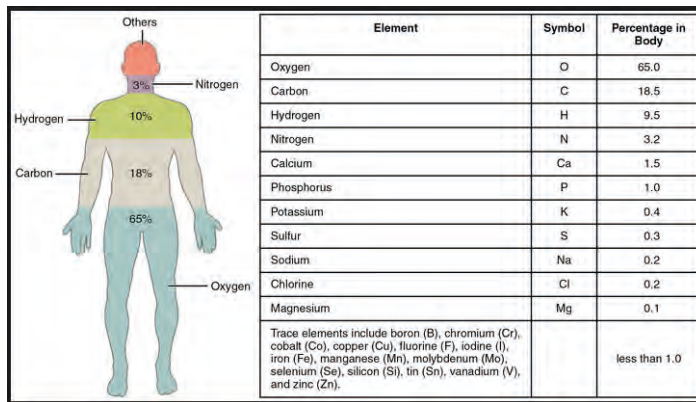 Others
3%
Nitrogen
Hydrogen
10%
Carbon
18%
65%
Oxygen
Element Symbol Percentage in
Body
Oxygen O 65.0
Carbon C 18.5
Hydrogen H 9.5
Nitrogen N 3.2
Calcium Ca 1.5
Phosphorus P 1.0
Potassium K 0.4
Sulfur S 0.3
Sodium Na 0.2
Chlorine Cl 0.2
Magnesium Mg 0.1
Trace elements include boron (B), chromium (Cr),
cobalt (Co), copper (Cu), fluorine (F), iodine (I),
iron (Fe), manganese (Mn), molybdenum (Mo),
selenium (Se), silicon (Si), tin (Sn), vanadium (V),
and zinc (Zn).
less than 1.0